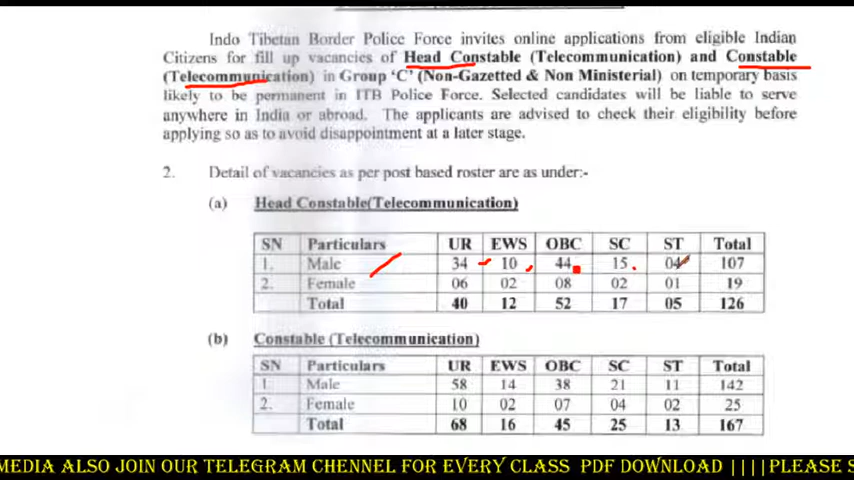 Indo Tibetan Border Police Force invites online applications from eligible Indian
Citizens for fill up vacancies of Head Constable (Telecommunication) and Constable
(Telecommunication) in Group ‘C’ (Non-Gazetted & Non Ministerial) on temporary basis
likely to be permanent in ITB Police Force. Selected candidates will be liable to serve
anywhere in India or abroad. The applicants are advised to check their eligibility before
applying so as to avoid disappointment at a later stage.
2. Detail of vacancies as per post based roster are as under:-
(a) Head Constable(Telecommunication)
SN Particulars UR EWS OBC SC ST Total
1. Male 34 10 44 15 04 107
2. Female 06 02 08 02 01 19
Total 40 12 52 17 05 126
(b) Constable (Telecommunication)
SN Particulars UR EWS OBC SC ST Total
1. Male 58 14 38 21 11 142
2. Female 10 02 07 04 02 25
Total 68 16 45 25 13 167
MEDIA ALSO JOIN OUR TELEGRAM CHENNEL FOR EVERY CLASS PDF DOWNLOAD ||||PLEASE S